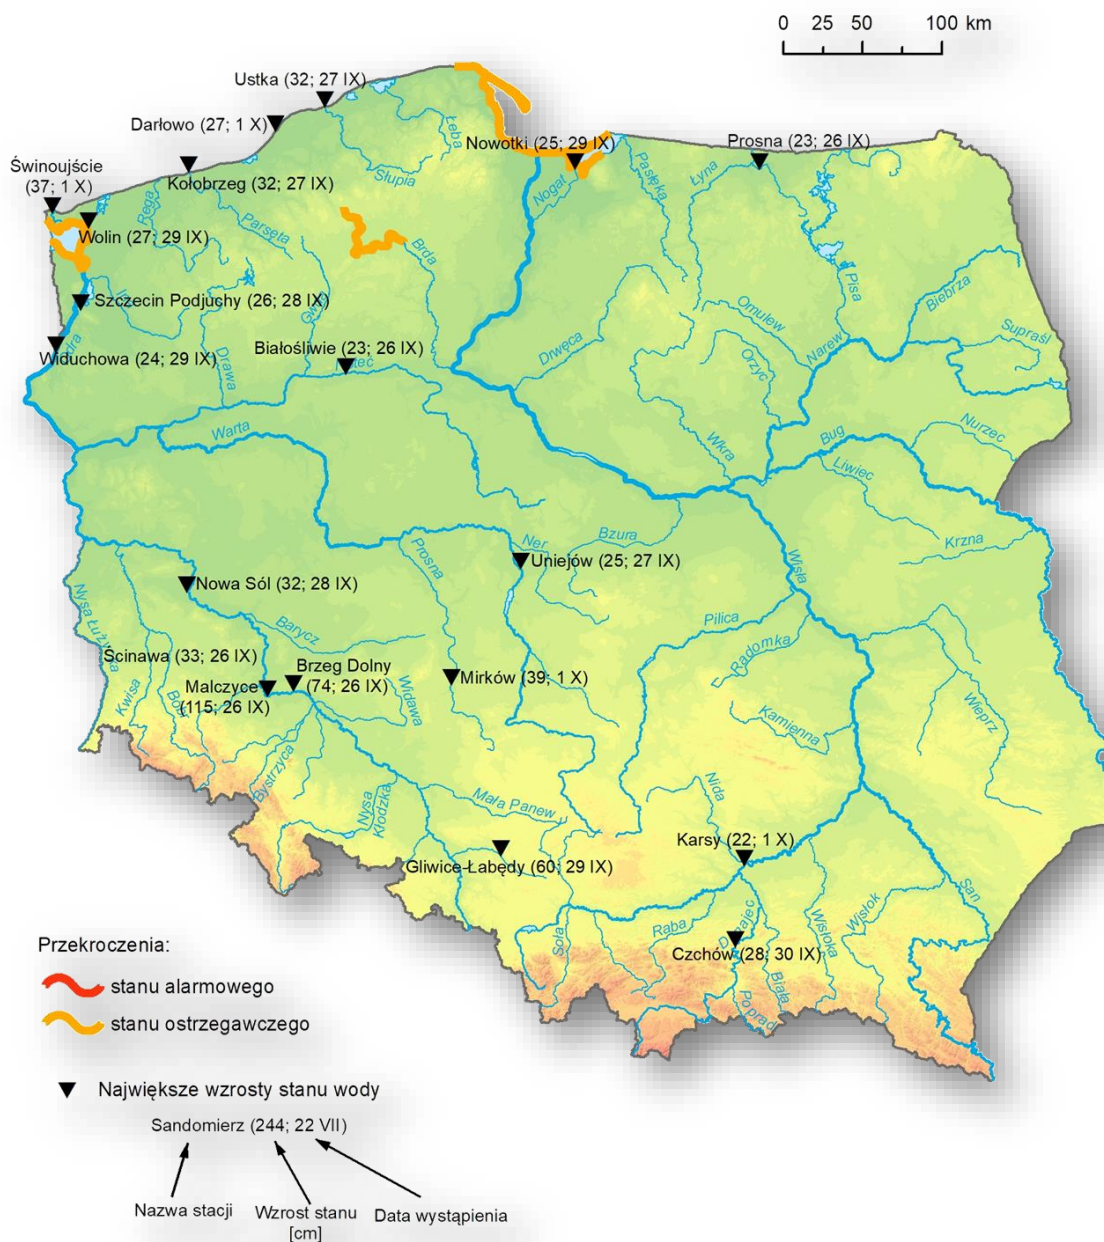 0 25 50 100 km
Ustka (32; 27 IX)
Darłowo (27; 1 X)
Łeba
Nowotki (25; 29 IX)
Prosna (23; 26 IX)
Świnoujście
(37; 1 X)
Kołobrzeg (32; 27 IX)
Słupia
Nogat
Pasłęka
Łyna
Rega
Parsęta
Wolin (27; 29 IX)
Brda
Szczecin Podjuchy (26; 28 IX)
Pisa
Biebrza
Gwda
Omulew
Supraśl
Widuchowa (24; 29 IX)
Białośliwie (23; 26 IX)
Drawa
Drwęca
Orzyc
Narew
Warta
Wkra
Bug
Nurzec
Liwiec
Prosna
Ner
Bzura
Krzna
Uniejów (25; 27 IX)
Wisła
Nowa Sól (32; 28 IX)
Nysa Łużycka
Barycz
Pilica
Radomka
Ścinawa (33; 26 IX)
Brzeg Dolny
(74; 26 IX)
Malczyce
(115; 26 IX)
Kwisa
Widawa
Mirków (39; 1 X)
Kamienna
Wieprz
Bystrzyca
Nysa
Kłodzka
Mała Panew
Nida
Karsy (22; 1 X)
Gliwice-Łabędy (60; 29 IX)
San
Soła
Raba
Dunajec
Wisłoka
Wisłok
Czchów (28; 30 IX)
Biała
Poprad
Przekroczenia:
stanu alarmowego
stanu ostrzegawczego
Największe wzrosty stanu wody
Sandomierz (244; 22 VII)
Nazwa stacji Wzrost stanu Data wystąpienia
[cm]